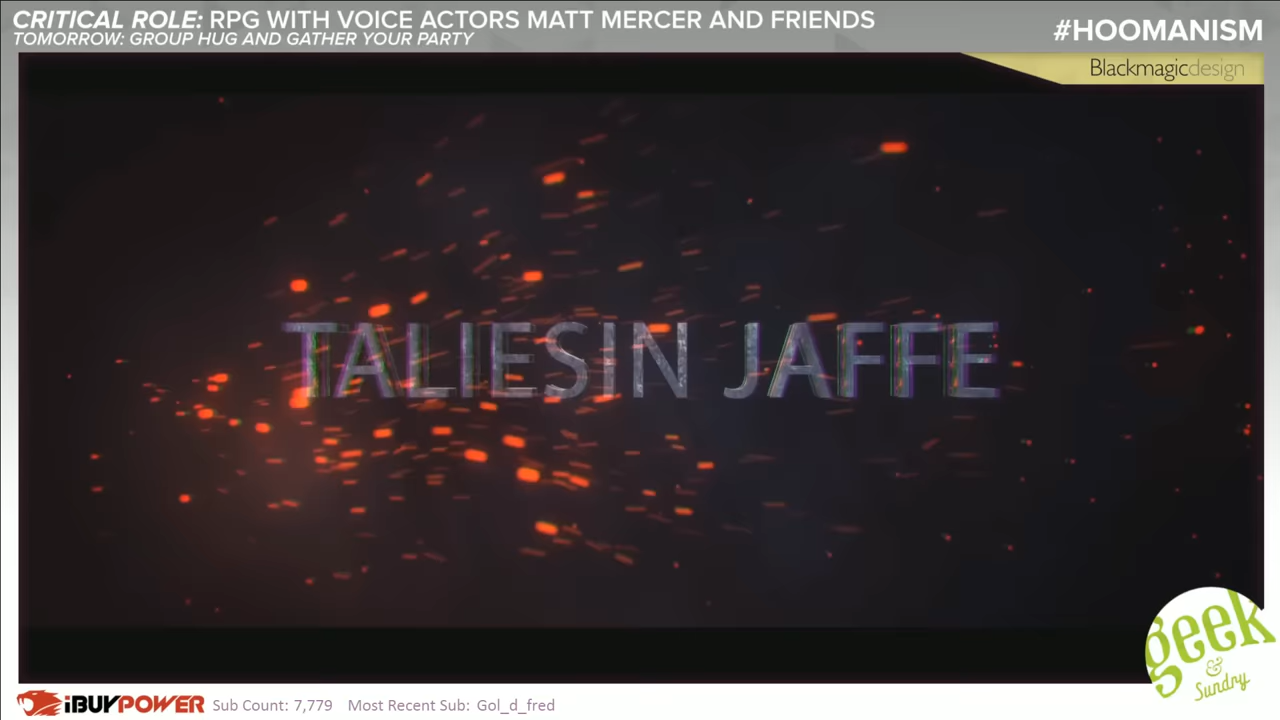 CRITICAL ROLE: RPG WITH VOICE ACTORS MATT MERCER AND FRIENDS
TOMORROW: GROUP HUG AND GATHER YOUR PARTY
#HOOMANISM
Blackmagicdesign
TALIESIN JAFFE
geek
&
Sundry
iBUYPOWER Sub Count: 7,779 Most Recent Sub: Gol_d_fred